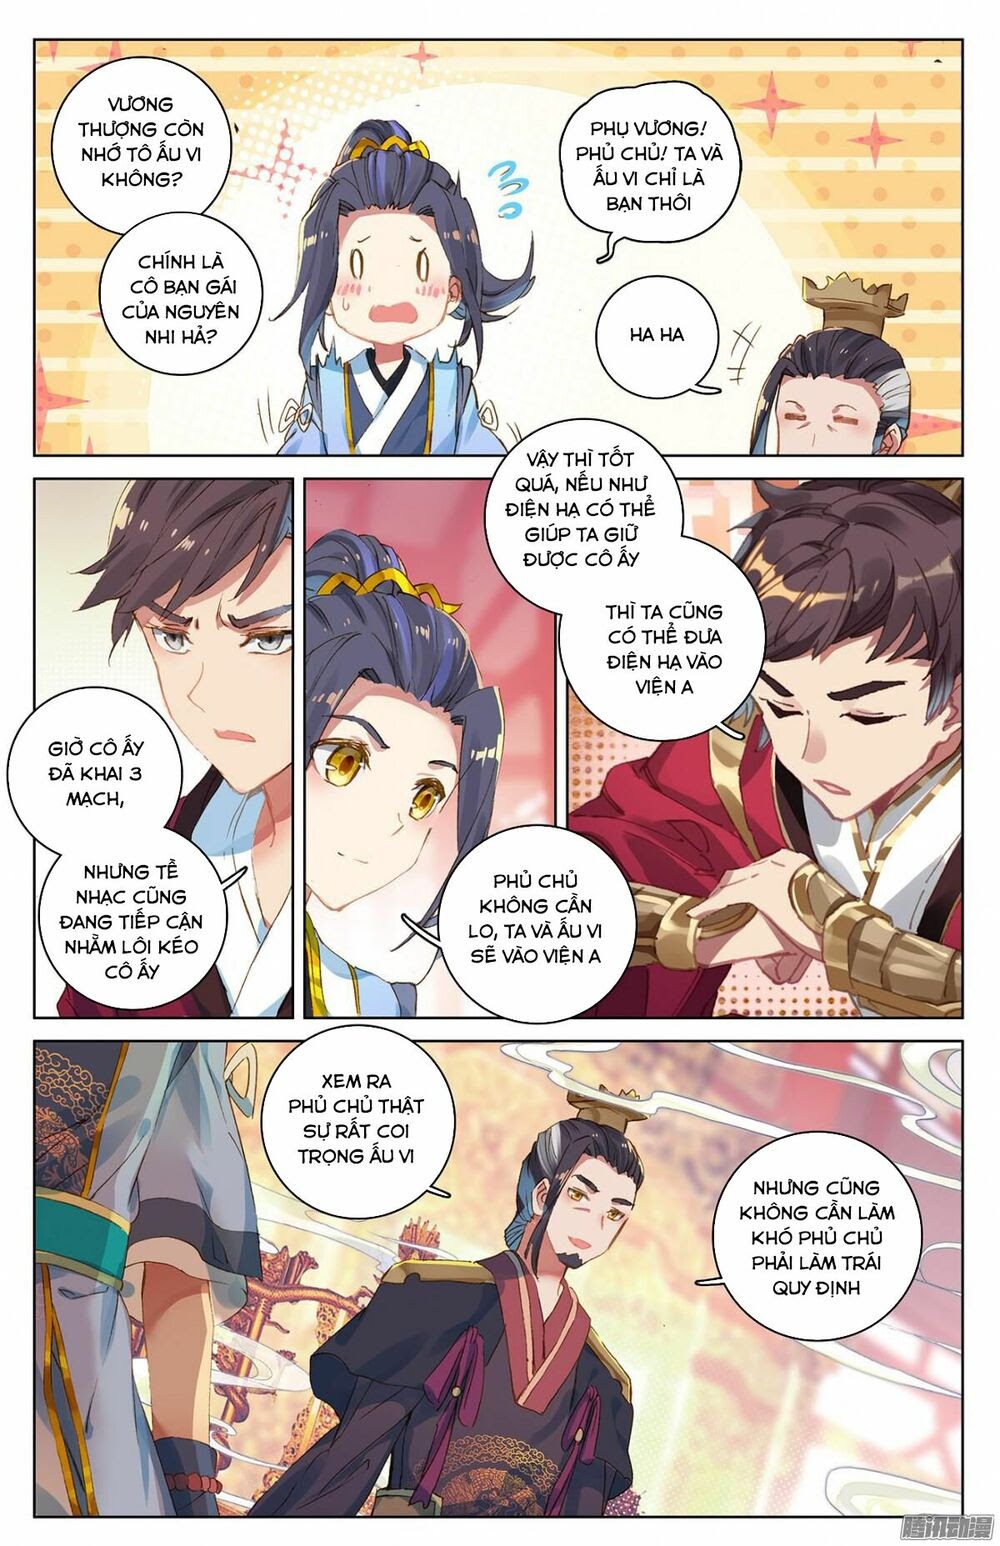 VƯƠNG
THƯỢNG CÒN
NHỚ TÔ ẤU VI
KHÔNG?
CHÍNH LÀ
CÔ BẠN GÁI
CỦA NGUYÊN
NHI HẢ?
PHỤ VƯƠNG!
PHỦ CHỦ! TA VÀ
ẤU VI CHỈ LÀ
BẠN THÔI
HA HA
VẬY THÌ TỐT
QUÁ, NẾU NHƯ
ĐIỆN HẠ CÓ THỂ
GIÚP TA GIỮ
ĐƯỢC CÔ ẤY
THÌ TA CŨNG
CÓ THỂ ĐƯA
ĐIỆN HẠ VÀO
VIỆN A
GIỜ CÔ ẤY
ĐÃ KHAI 3
MẠCH,
NHƯNG TỀ
NHẠC CŨNG
ĐANG TIẾP CẬN
NHẰM LÔI KÉO
CÔ ẤY
PHỦ CHỦ
KHÔNG CẦN
LO, TA VÀ ẤU VI
SẼ VÀO VIỆN A
XEM RA
PHỦ CHỦ THẬT
SỰ RẤT COI
TRỌNG ẤU VI
NHƯNG CŨNG
KHÔNG CẦN LÀM
KHÓ PHỦ CHỦ
PHẢI LÀM TRÁI
QUY ĐỊNH
腾讯动漫